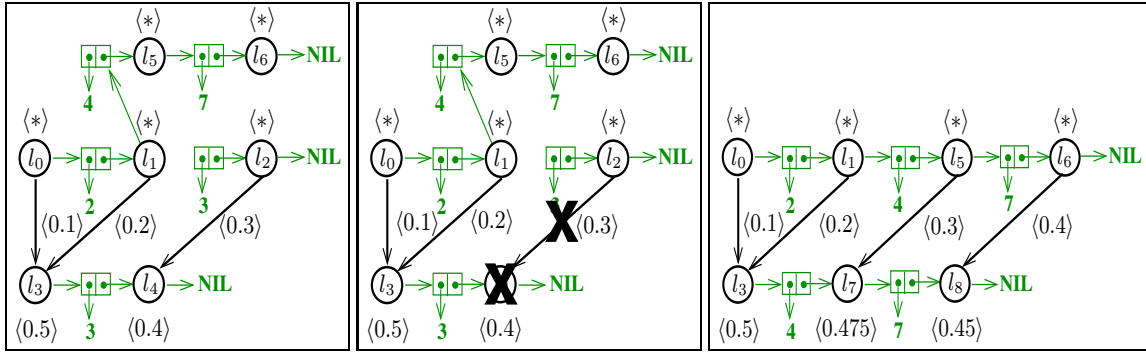 ⟨*⟩ ⟨*⟩
l₅ l₆ NIL
4 7
⟨*⟩ ⟨*⟩ ⟨*⟩
l₀ l₁ l₂ NIL
2 3
⟨0.1⟩ ⟨0.2⟩ ⟨0.3⟩
l₃ l₄ NIL
⟨0.5⟩ 3 ⟨0.4⟩
⟨*⟩ ⟨*⟩
l₅ l₆ NIL
4 7
⟨*⟩ ⟨*⟩ ⟨*⟩
l₀ l₁ l₂ NIL
2
⟨0.1⟩ ⟨0.2⟩ X ⟨0.3⟩
l₃ X NIL
⟨0.5⟩ 3 ⟨0.4⟩
⟨*⟩ ⟨*⟩ ⟨*⟩ ⟨*⟩
l₀ l₁ l₅ l₆ NIL
2 4 7
⟨0.1⟩ ⟨0.2⟩ ⟨0.3⟩ ⟨0.4⟩
l₃ l₇ l₈ NIL
⟨0.5⟩ 4 ⟨0.475⟩ 7 ⟨0.45⟩